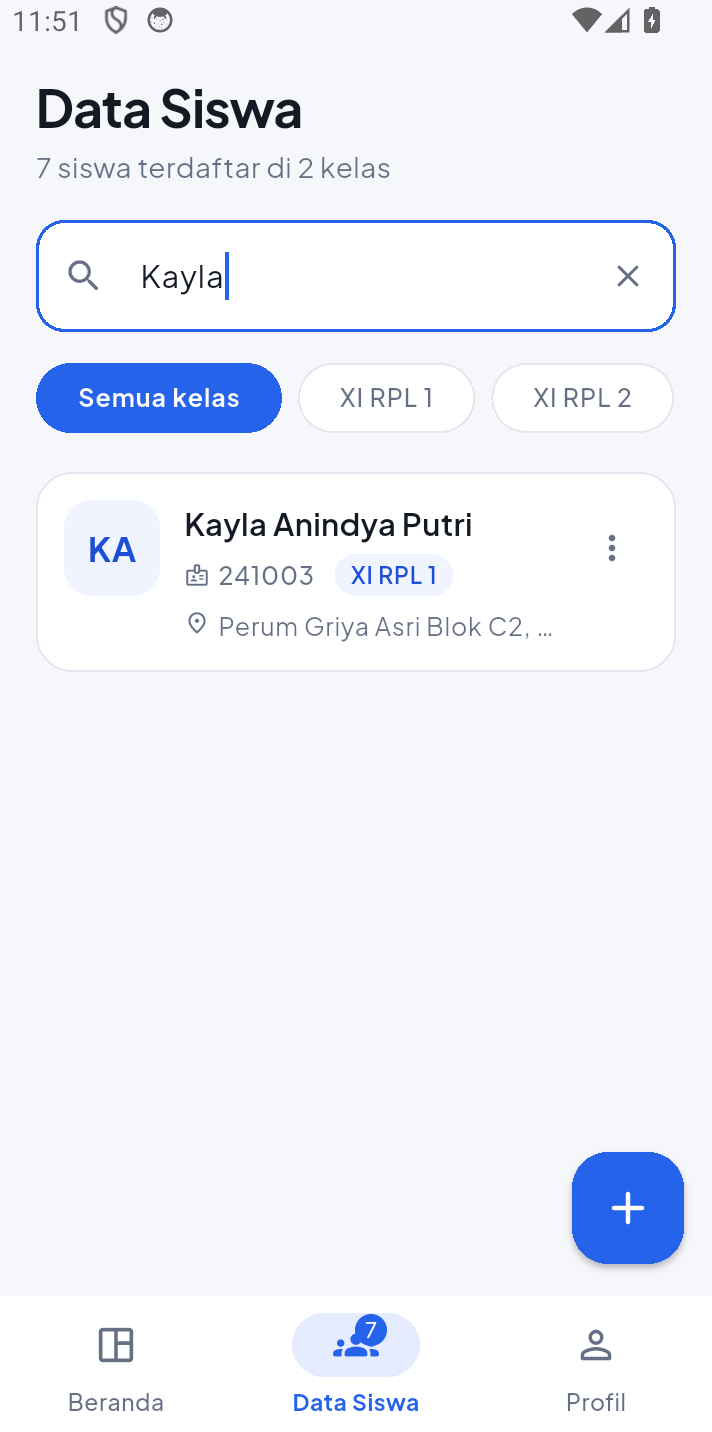 11:51
Data Siswa
7 siswa terdaftar di 2 kelas
Kayla
Semua kelas
XI RPL 1
XI RPL 2
KA
Kayla Anindya Putri
241003
XI RPL 1
Perum Griya Asri Blok C2, ...
7
Beranda
Data Siswa
Profil